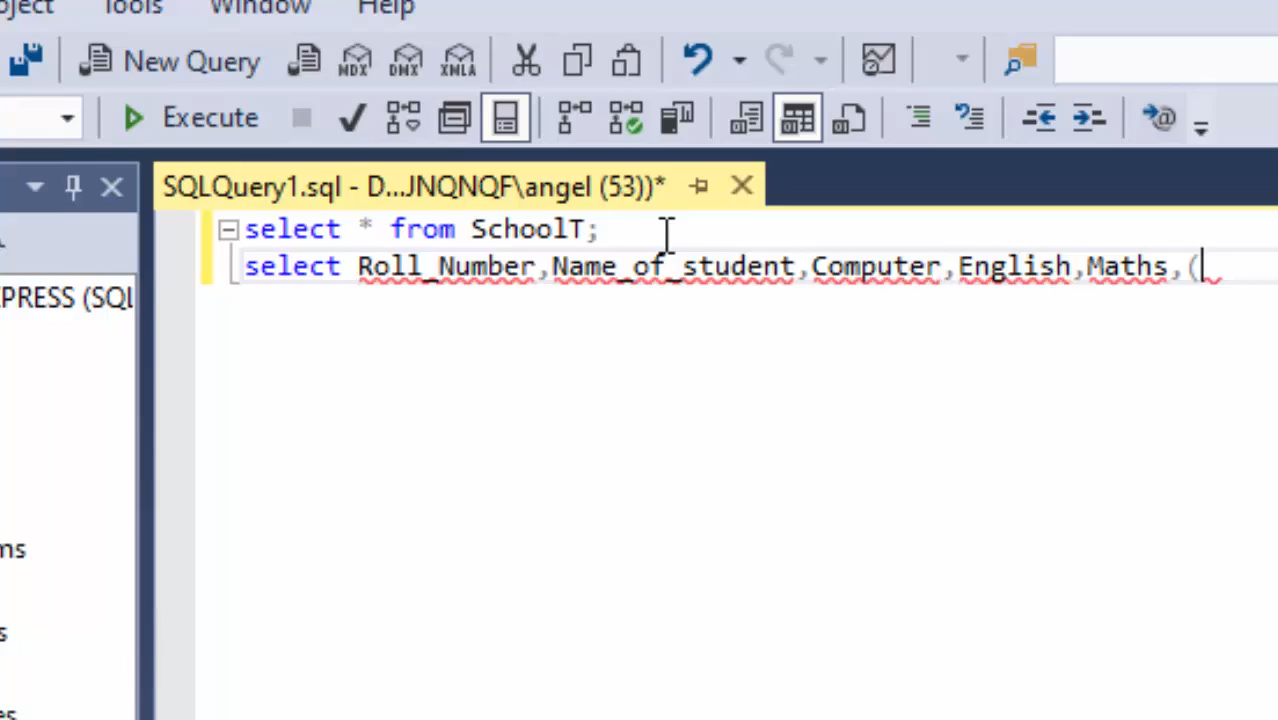 oject Tools Window Help
New Query MDX DMX XMLA
Execute
SQLQuery1.sql - D...JNQNQF\angel (53))*
select * from SchoolT;
select Roll_Number,Name_of_student,Computer,English,Maths,(
PRESS (SQL
ms
s
es